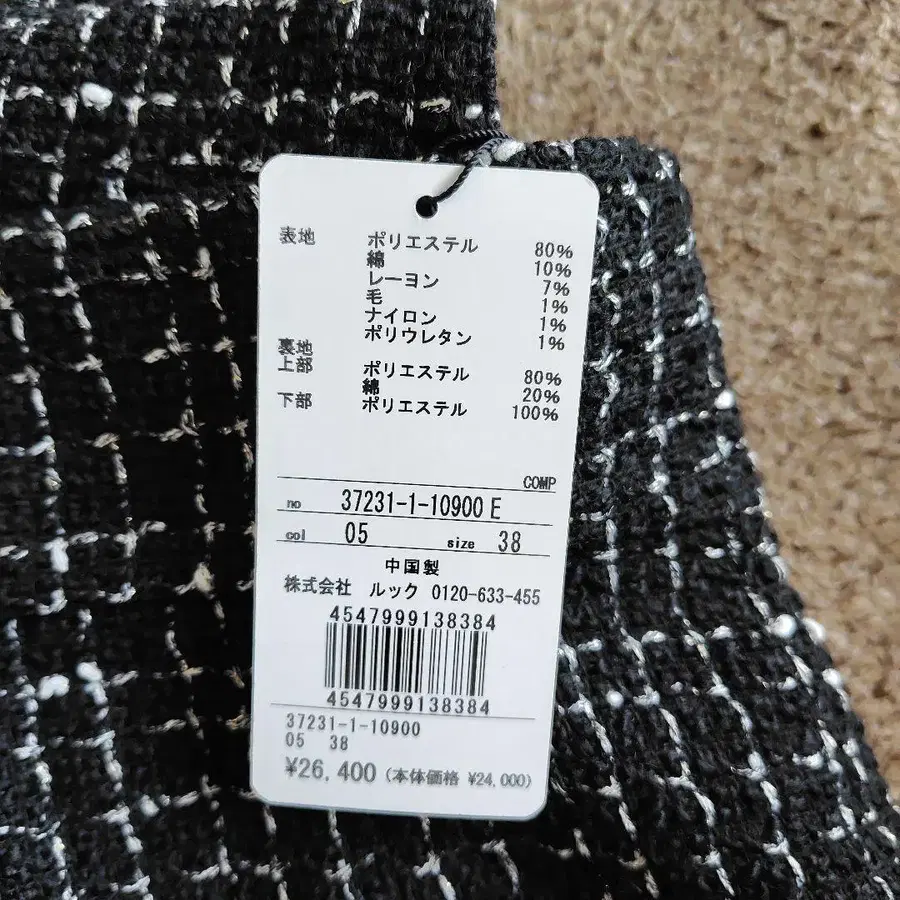 表地 ポリエステル 80%
綿 10%
レーヨン 7%
毛 1%
ナイロン 1%
ポリウレタン 1%
裏地
上部 ポリエステル 80%
綿 20%
下部 ポリエステル 100%
COMP
no 37231-1-10900 E
col 05 size 38
中国製
株式会社 ルック 0120-633-455
4547999138384
4547999138384
37231-1-10900
05 38
¥26,400 (本体価格 ¥24,000)